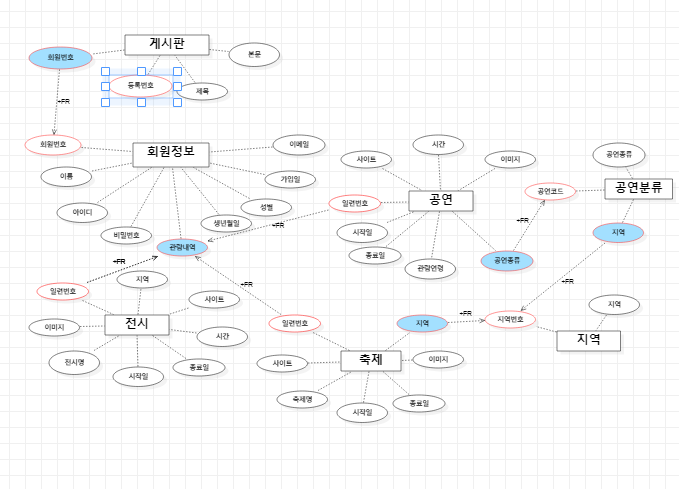 게시판
회원번호
본문
등록번호
제목
+FR
회원번호
회원정보
이메일
이름
가입일
아이디
성별
비밀번호
생년월일
관람내역
시간
사이트
이미지
공연
일련번호
시작일
종료일
관람연령
공연종류
+FR
공연종류
공연분류
공연코드
+FR
지역
+FR
일련번호
+FR
지역
사이트
전시
이미지
시간
전시명
시작일
종료일
+FR
일련번호
지역
+FR
지역번호
지역
지역
축제
사이트
이미지
축제명
시작일
종료일